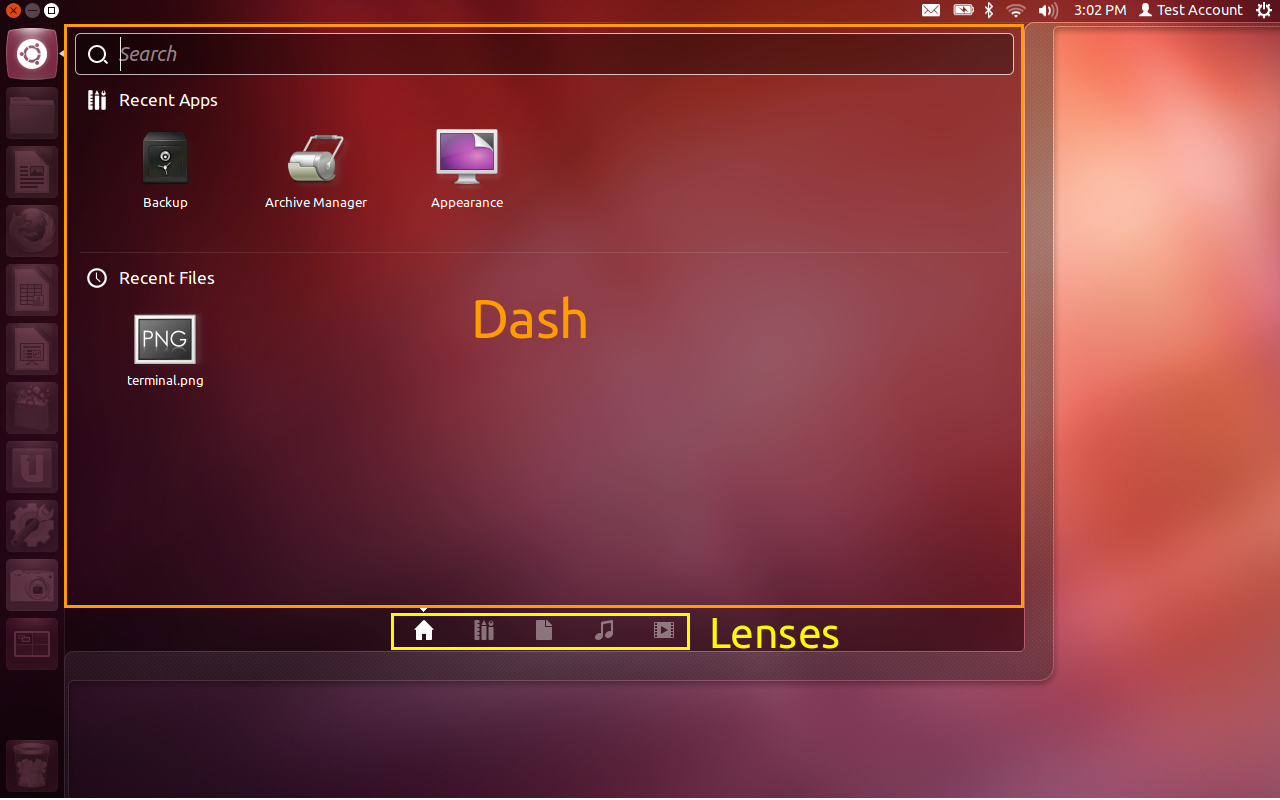 3:02 PM Test Account
Search
Recent Apps
Backup Archive Manager Appearance
Recent Files
Dash
PNG
terminal.png
Lenses